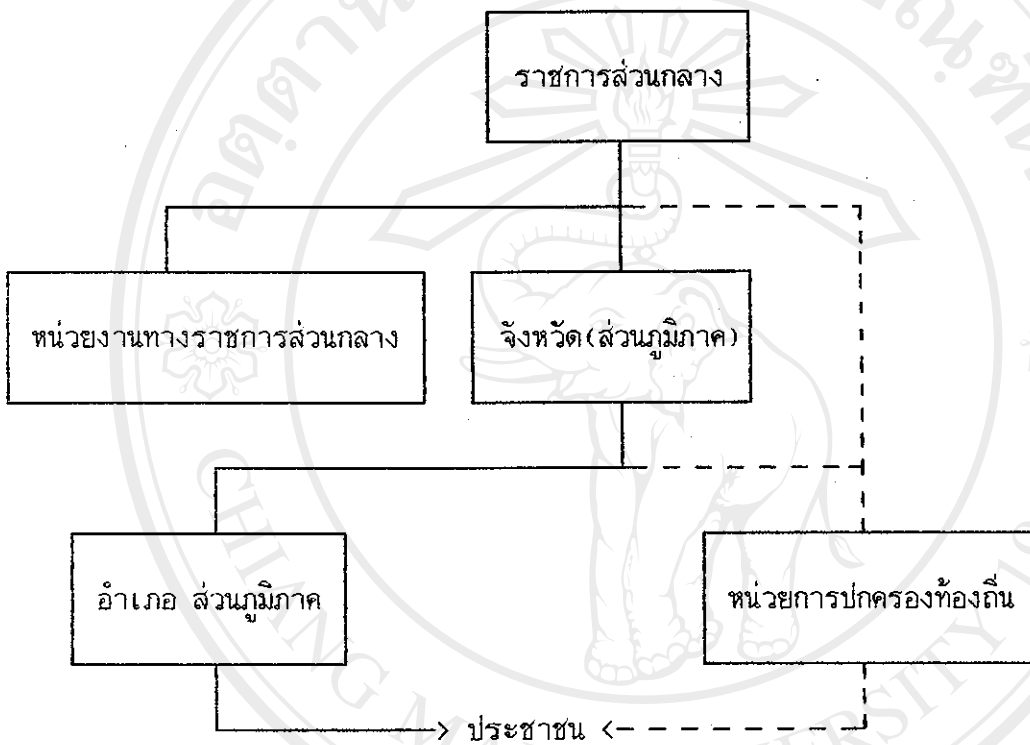 ราชการส่วนกลาง
หน่วยงานทางราชการส่วนกลาง
จังหวัด(ส่วนภูมิภาค)
อำเภอ ส่วนภูมิภาค
หน่วยการปกครองท้องถิ่น
ประชาชน